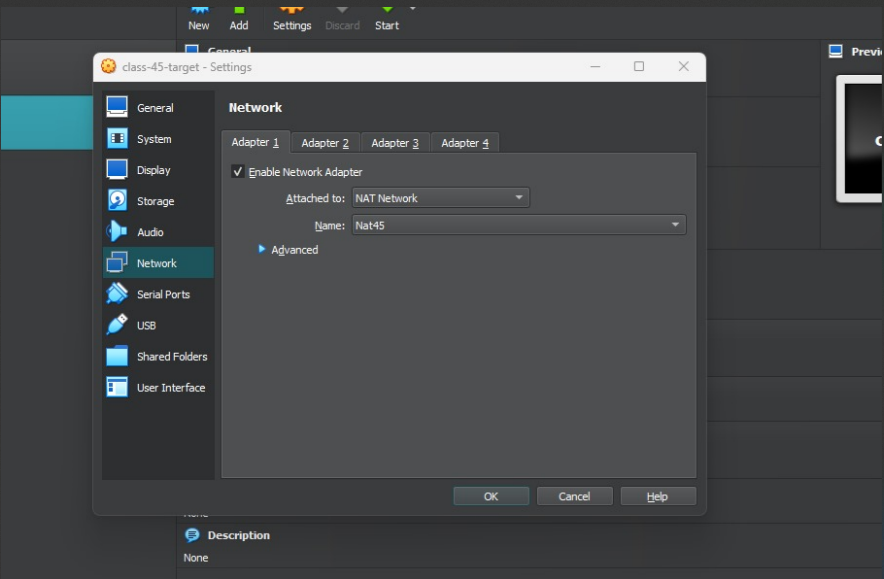 New Add Settings Discard Start
General
Previ
class-45-target - Settings
General
System
Display
Storage
Audio
Network
Serial Ports
USB
Shared Folders
User Interface
Network
Adapter 1 Adapter 2 Adapter 3 Adapter 4
Enable Network Adapter
Attached to: NAT Network
Name: Nat45
Advanced
OK Cancel Help
None
Description
None